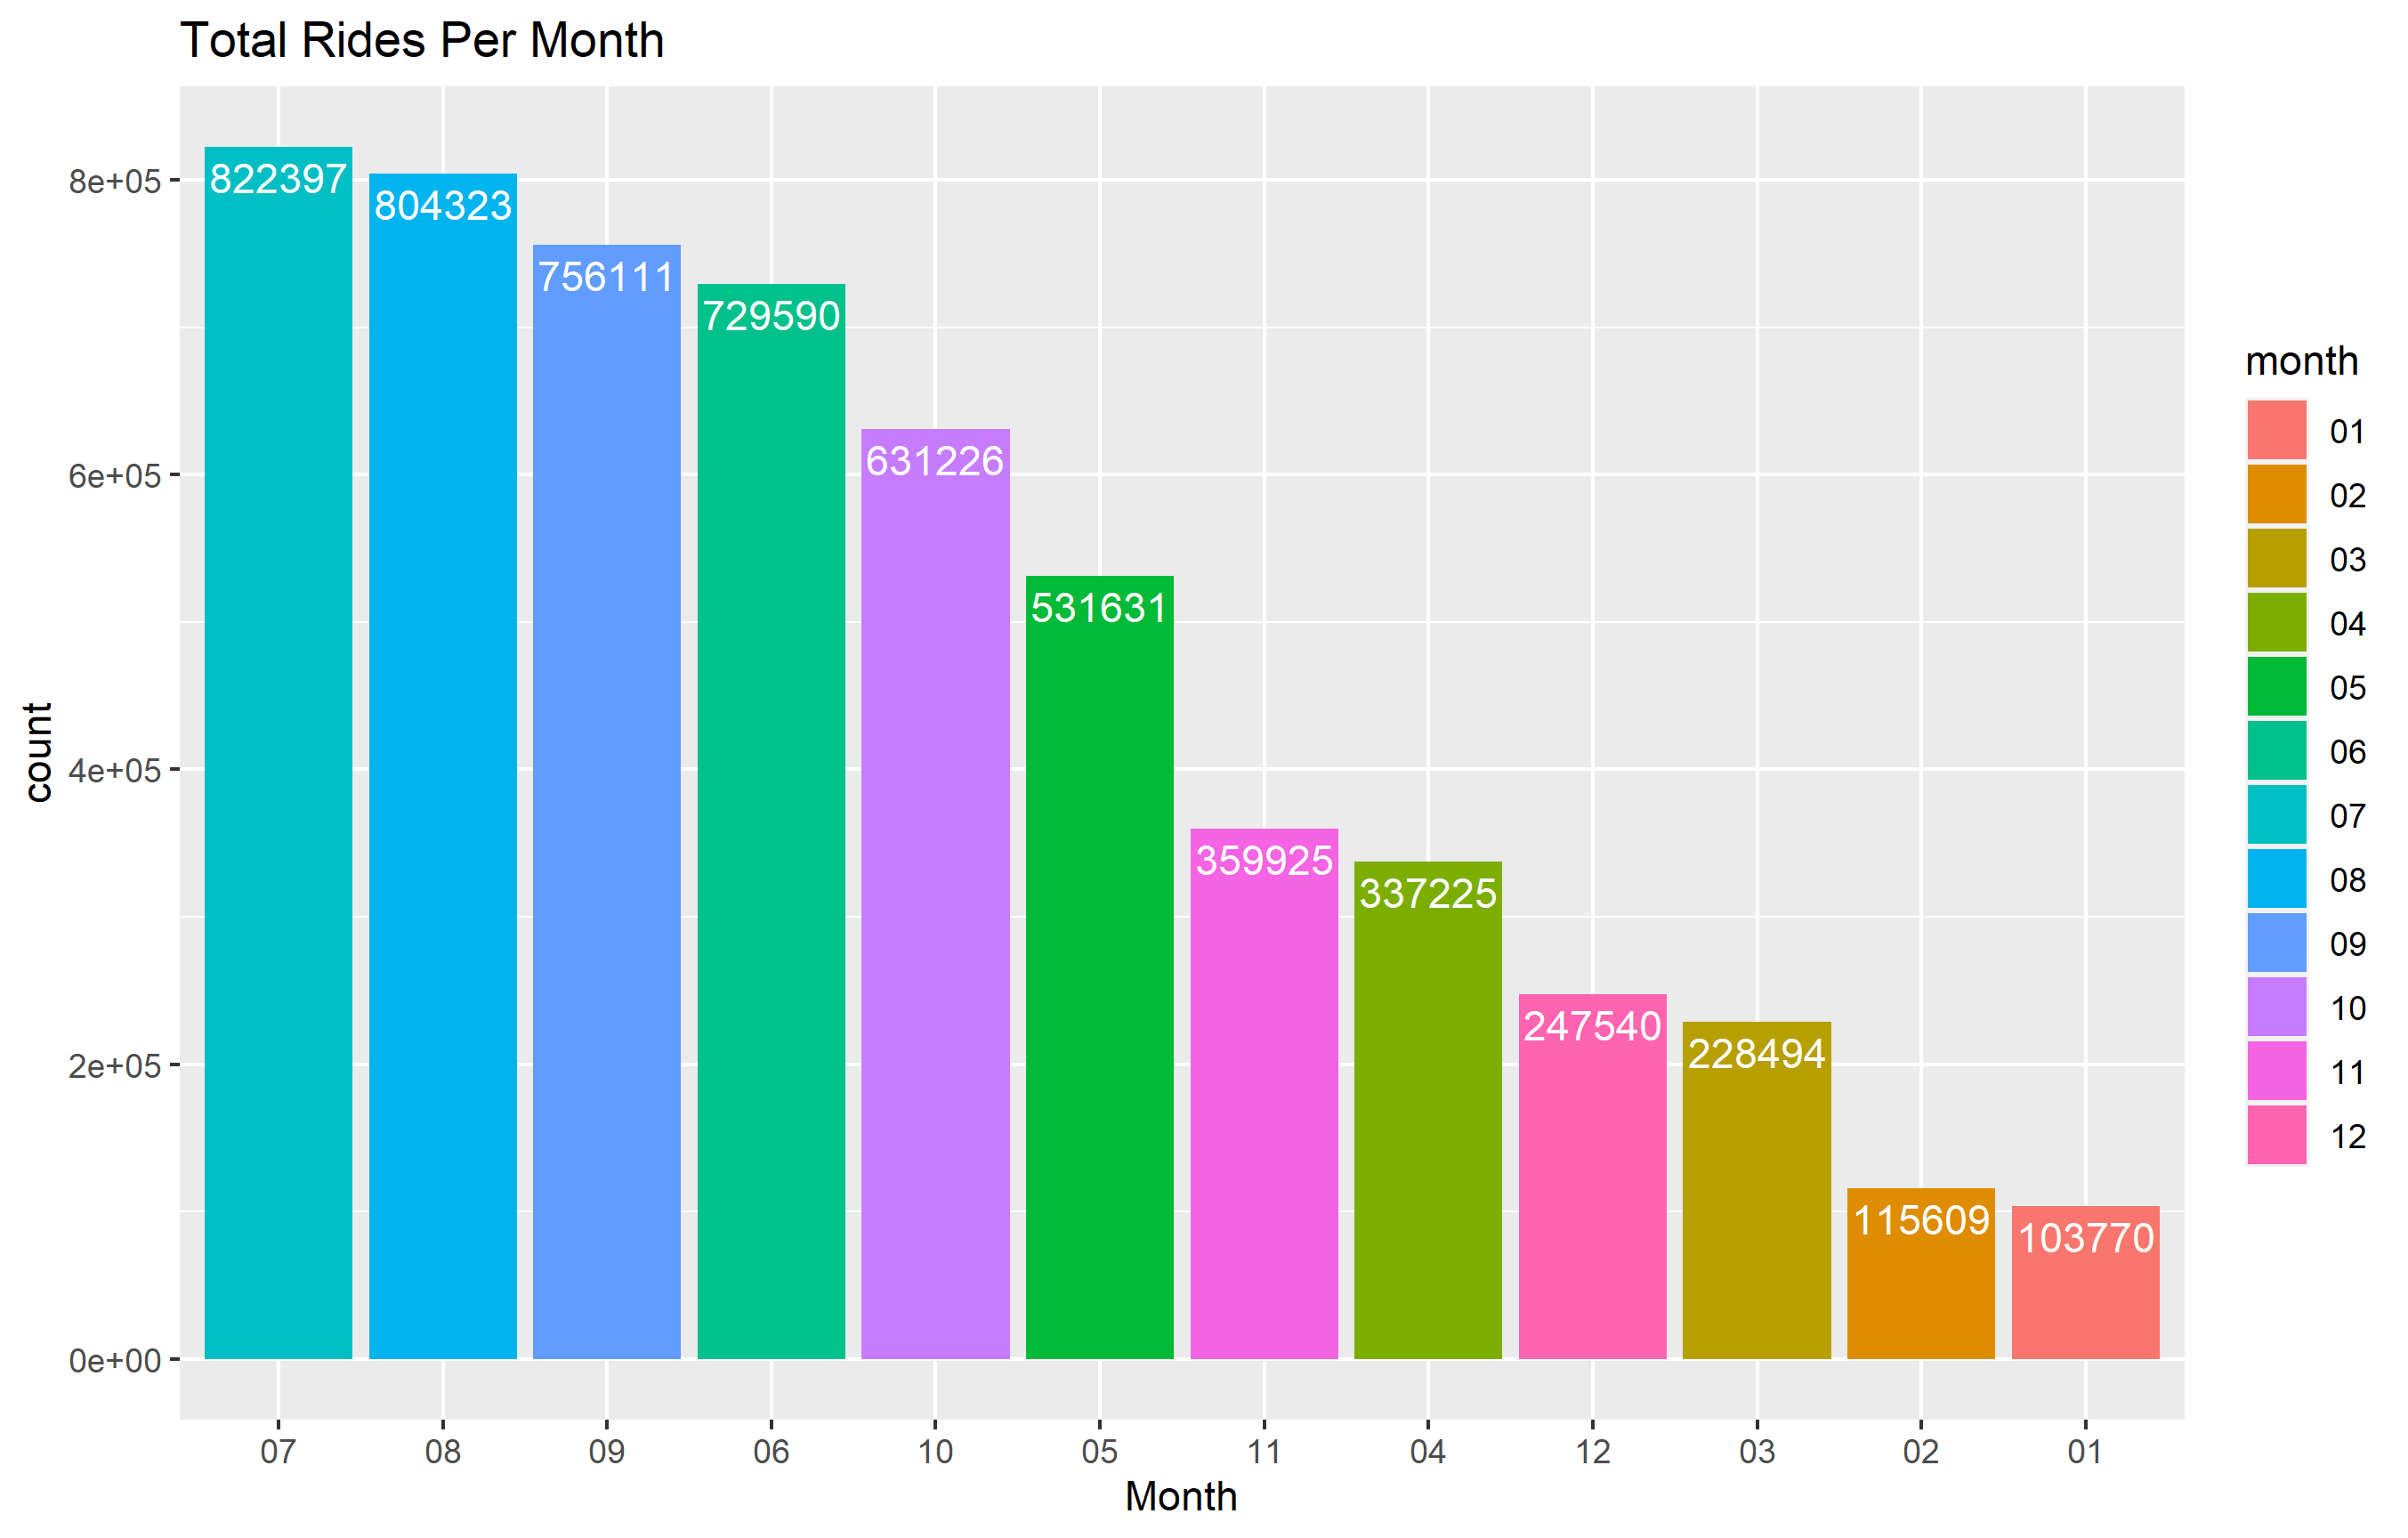 Total Rides Per Month
822397
804323
756111
729590
631226
531631
359925
337225
247540
228494
115609
103770
8e+05
6e+05
4e+05
2e+05
0e+00
count
07 08 09 06 10 05 11 04 12 03 02 01
Month
month
01
02
03
04
05
06
07
08
09
10
11
12